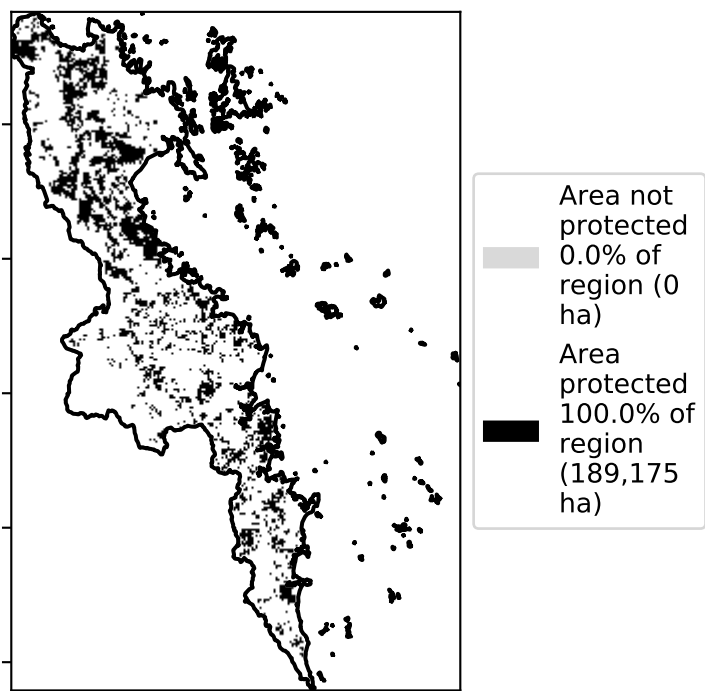 Area not
protected
0.0% of
region (0
ha)
Area
protected
100.0% of
region
(189,175
ha)